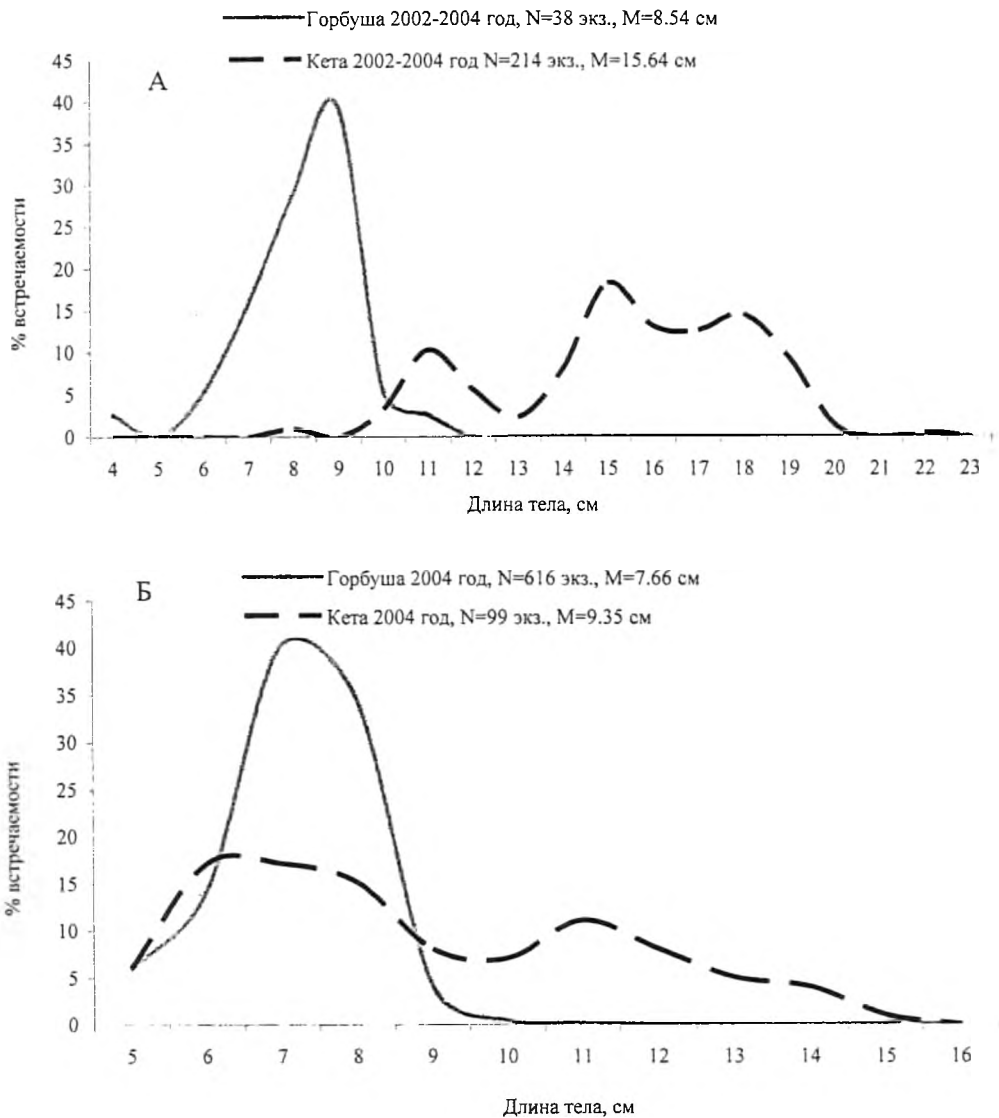 Горбуша 2002-2004 год, N=38 экз., M=8.54 см
Кета 2002-2004 год N=214 экз., M=15.64 см
А
45
40
35
30
25
20
15
10
5
0
% встречаемости
4 5 6 7 8 9 10 11 12 13 14 15 16 17 18 19 20 21 22 23
Длина тела, см
Горбуша 2004 год, N=616 экз., M=7.66 см
Кета 2004 год, N=99 экз., M=9.35 см
Б
45
40
35
30
25
20
15
10
5
0
% встречаемости
5 6 7 8 9 10 11 12 13 14 15 16
Длина тела, см